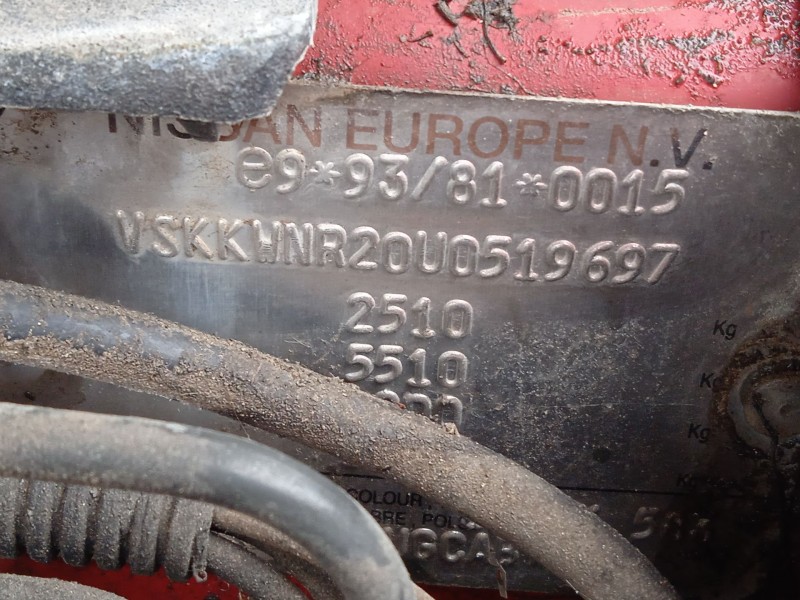 NISSAN EUROPE N.V.
e9*93/81*0015
VSKKWNR20U0519697
2510 Kg
5510 Kg
Kg
COLOUR,